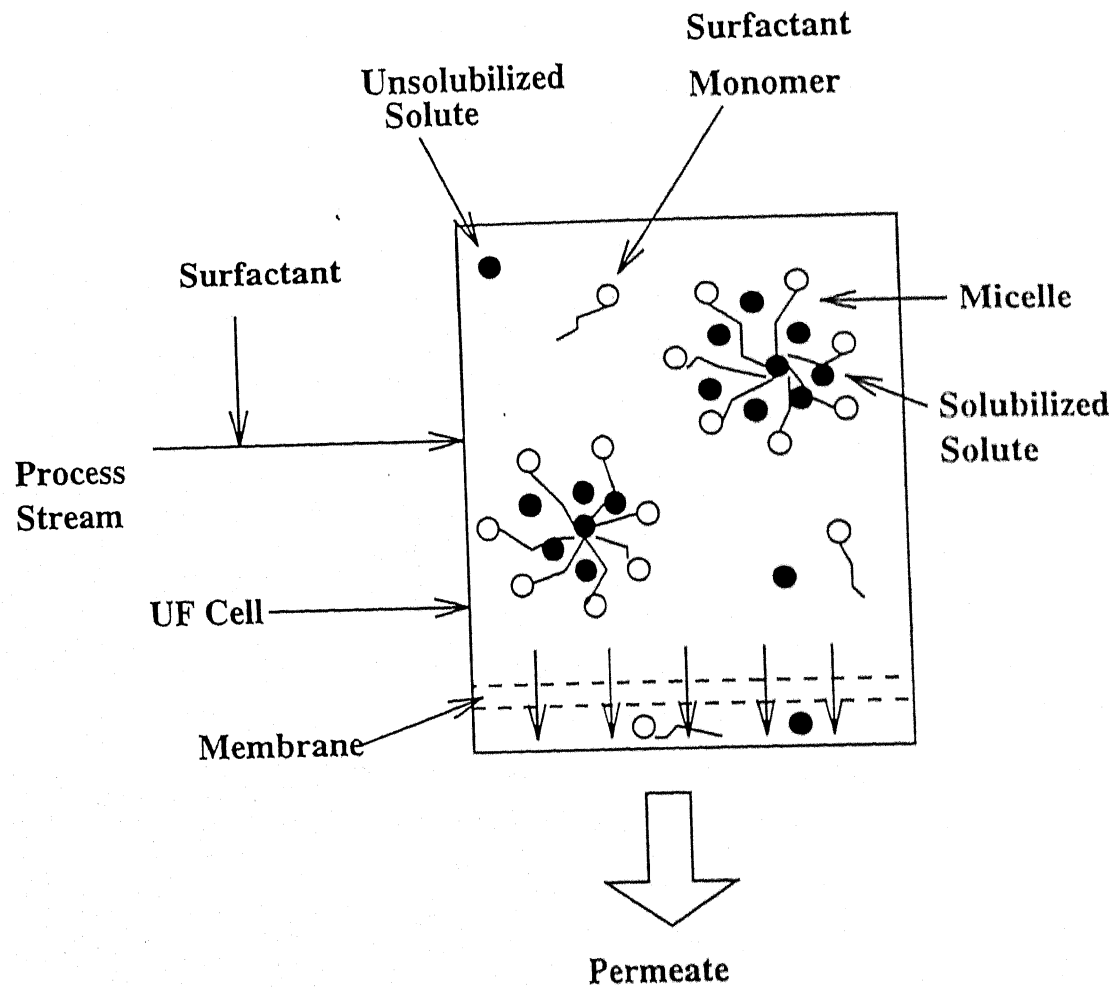 Surfactant
Monomer
Unsolubilized
Solute
Surfactant
Micelle
Solubilized
Solute
Process
Stream
UF Cell
Membrane
Permeate